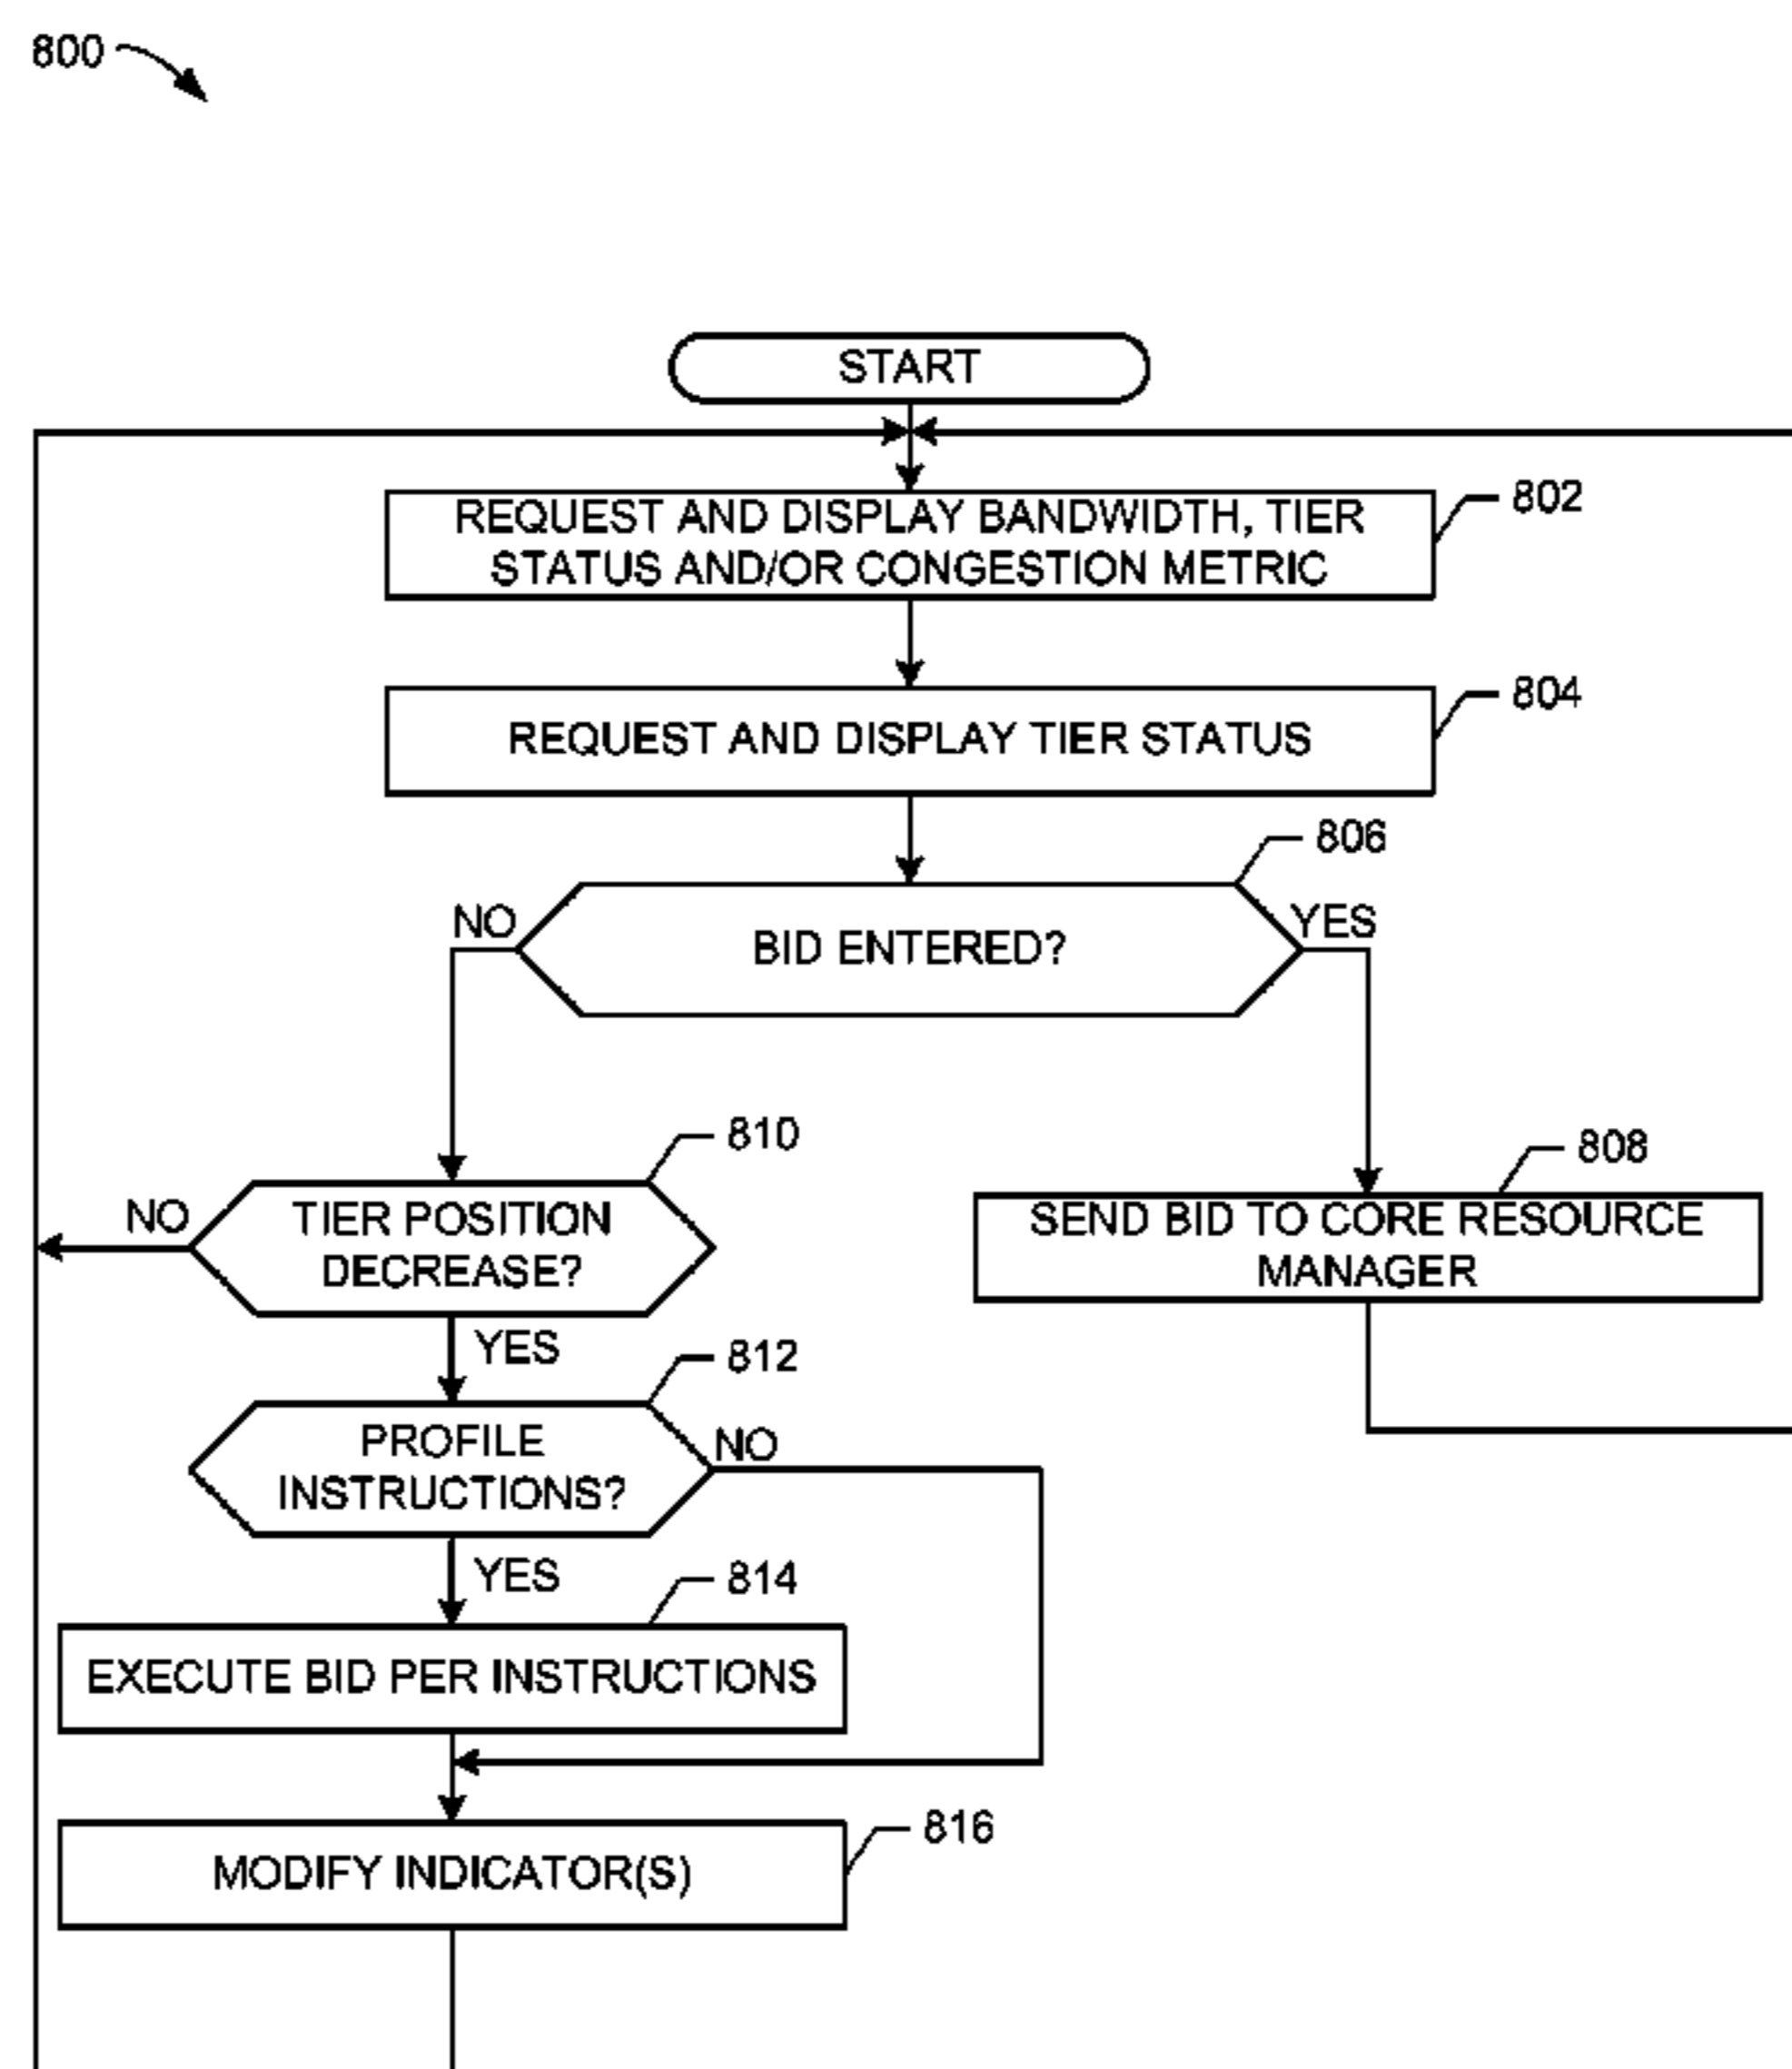 800
START
REQUEST AND DISPLAY BANDWIDTH, TIER
STATUS AND/OR CONGESTION METRIC
802
REQUEST AND DISPLAY TIER STATUS
804
806
NO
BID ENTERED?
YES
810
TIER POSITION
DECREASE?
NO
808
SEND BID TO CORE RESOURCE
MANAGER
YES
812
PROFILE
INSTRUCTIONS?
NO
YES
814
EXECUTE BID PER INSTRUCTIONS
816
MODIFY INDICATOR(S)